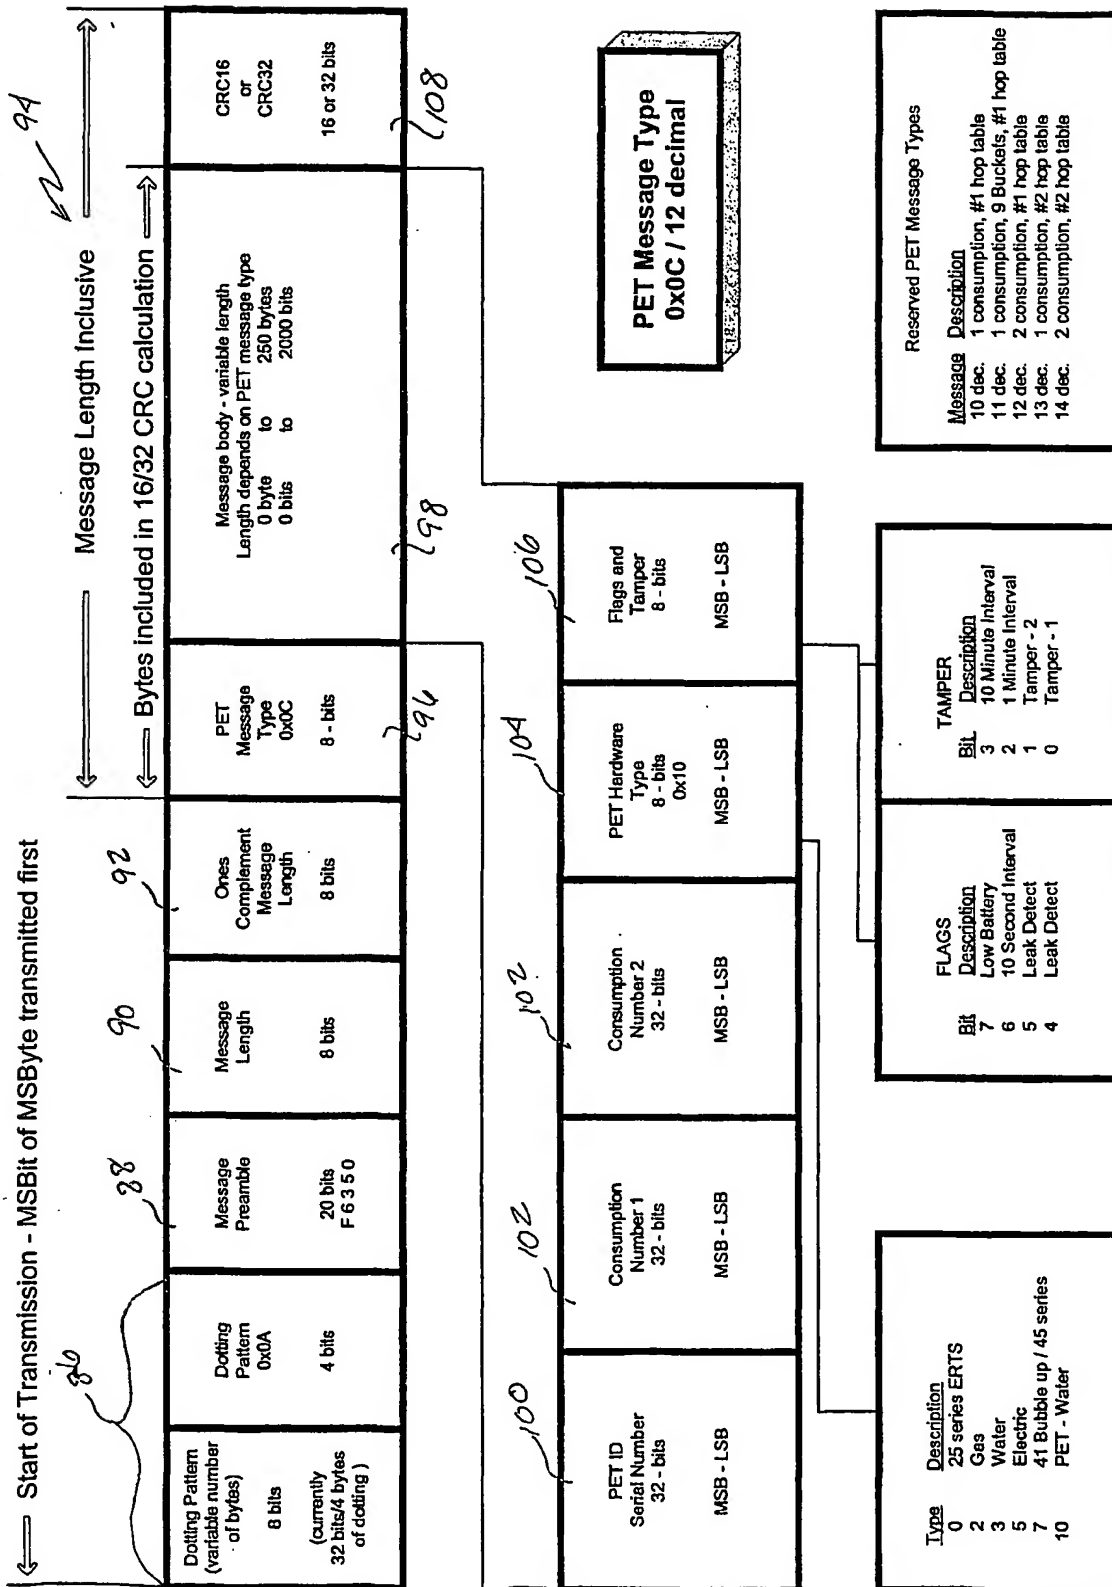 Start of Transmission - MSBit of MSByte transmitted first
94
Message Length Inclusive
Bytes included in 16/32 CRC calculation
86
88
90
92
Dotting Pattern
(variable number
of bytes)
8 bits
(currently
32 bits/4 bytes
of dotting )
Dotting
Pattern
0x0A
4 bits
Message
Preamble
20 bits
F 6 3 5 0
Message
Length
8 bits
Ones
Complement
Message
Length
8 bits
PET
Message
Type
0x0C
8 - bits
Message body - variable length
Length depends on PET message type
0 byte to 250 bytes
0 bits to 2000 bits
CRC16
or
CRC32
16 or 32 bits
96
98
108
100
102
102
104
106
PET ID
Serial Number
32 - bits
MSB - LSB
Consumption
Number 1
32 - bits
MSB - LSB
Consumption
Number 2
32 - bits
MSB - LSB
PET Hardware
Type
8 - bits
0x10
MSB - LSB
Flags and
Tamper
8 - bits
MSB - LSB
PET Message Type
0x0C / 12 decimal
Type Description
0 25 series ERTS
2 Gas
3 Water
5 Electric
7 41 Bubble up / 45 series
10 PET - Water
FLAGS
Bit Description
7 Low Battery
6 10 Second Interval
5 Leak Detect
4 Leak Detect
TAMPER
Bit Description
3 10 Minute Interval
2 1 Minute Interval
1 Tamper - 2
0 Tamper - 1
Reserved PET Message Types
Message Description
10 dec. 1 consumption, #1 hop table
11 dec. 1 consumption, 9 Buckets, #1 hop table
12 dec. 2 consumption, #1 hop table
13 dec. 1 consumption, #2 hop table
14 dec. 2 consumption, #2 hop table